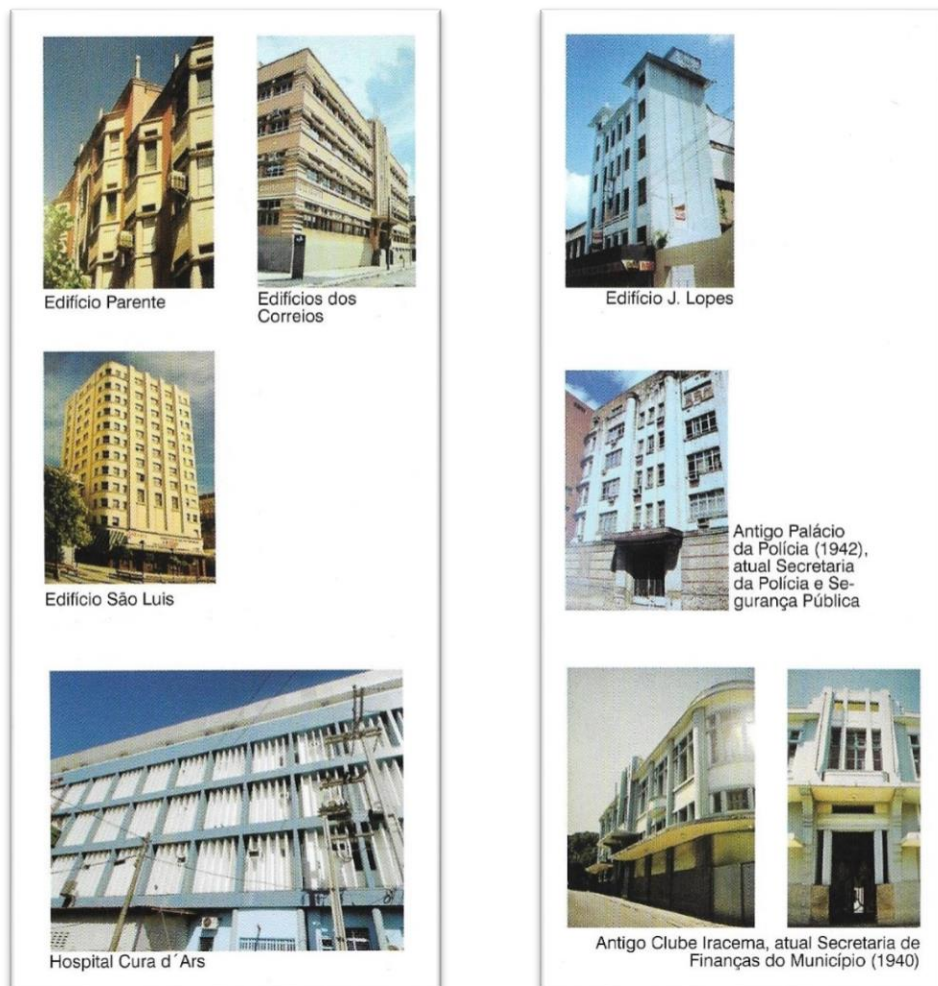 Edifício Parente
Edifícios dos
Correios
Edifício São Luis
Hospital Cura d´Ars
Edifício J. Lopes
Antigo Palácio
da Polícia (1942),
atual Secretaria
da Polícia e Se-
gurança Pública
Antigo Clube Iracema, atual Secretaria de
Finanças do Município (1940)